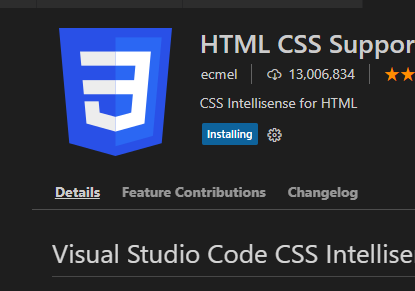 HTML CSS Suppor
ecmel 13,006,834
CSS Intellisense for HTML
Installing
Details Feature Contributions Changelog
Visual Studio Code CSS Intellise